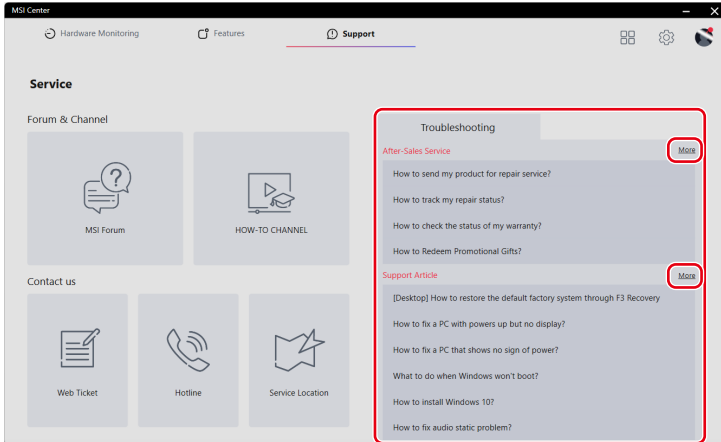 MSI Center
Hardware Monitoring
Features
Support
Service
Forum & Channel
MSI Forum
HOW-TO CHANNEL
Contact us
Web Ticket
Hotline
Service Location
Troubleshooting
After-Sales Service
More
How to send my product for repair service?
How to track my repair status?
How to check the status of my warranty?
How to Redeem Promotional Gifts?
Support Article
More
[Desktop] How to restore the default factory system through F3 Recovery
How to fix a PC with powers up but no display?
How to fix a PC that shows no sign of power?
What to do when Windows won't boot?
How to install Windows 10?
How to fix audio static problem?